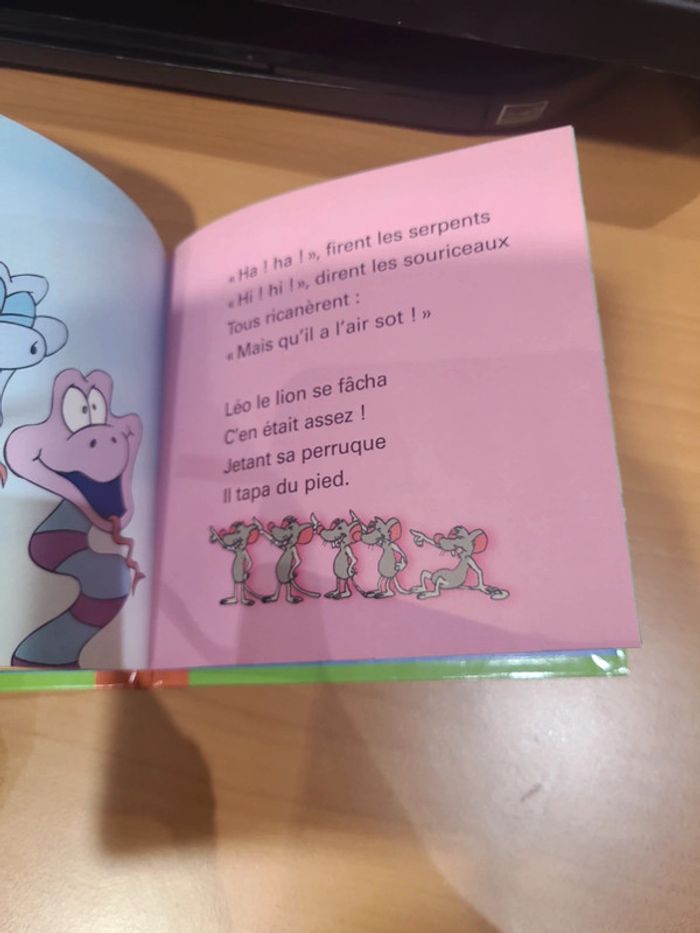 « Ha ! ha ! », firent les serpents
« Hi ! hi ! », dirent les souriceaux
Tous ricanèrent :
« Mais qu'il a l'air sot ! »
Léo le lion se fâcha
C'en était assez !
Jetant sa perruque
Il tapa du pied.